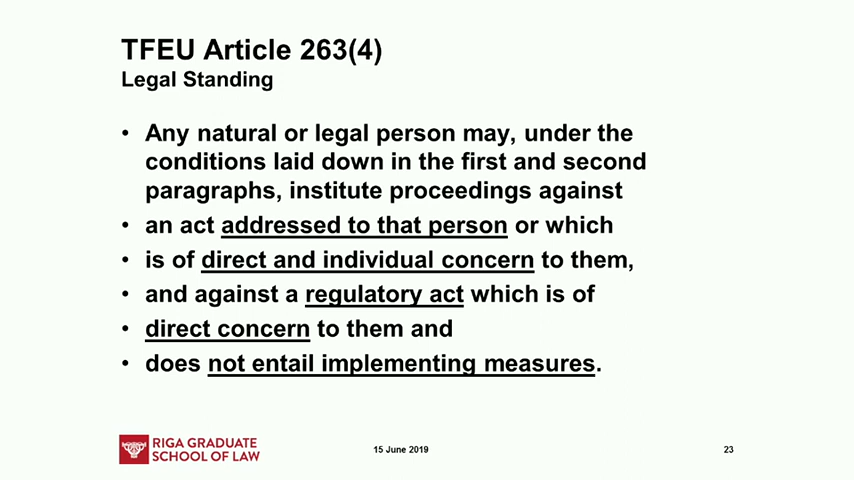 TFEU Article 263(4)
Legal Standing
• Any natural or legal person may, under the
conditions laid down in the first and second
paragraphs, institute proceedings against
• an act addressed to that person or which
• is of direct and individual concern to them,
• and against a regulatory act which is of
• direct concern to them and
• does not entail implementing measures.
RIGA GRADUATE
SCHOOL OF LAW
15 June 2019
23